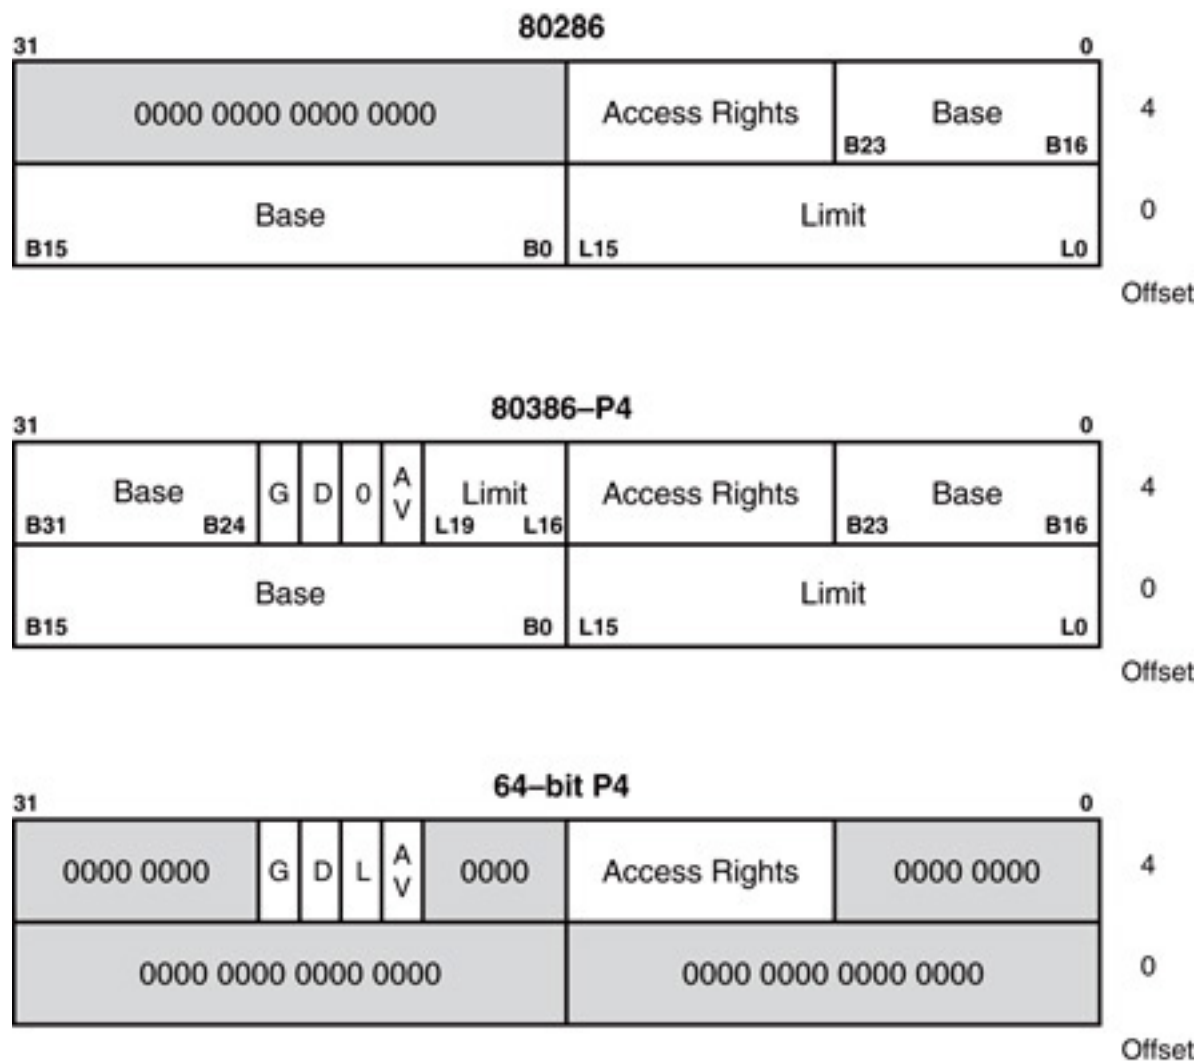 80286
31 0
0000 0000 0000 0000 Access Rights Base 4
B23 B16
Base Limit 0
B15 B0 L15 L0
Offset
80386–P4
31 0
Base G D 0 A V Limit Access Rights Base 4
B31 B24 L19 L16 B23 B16
Base Limit 0
B15 B0 L15 L0
Offset
64–bit P4
31 0
0000 0000 G D L A V 0000 Access Rights 0000 0000 4
0000 0000 0000 0000 0000 0000 0000 0000 0
Offset